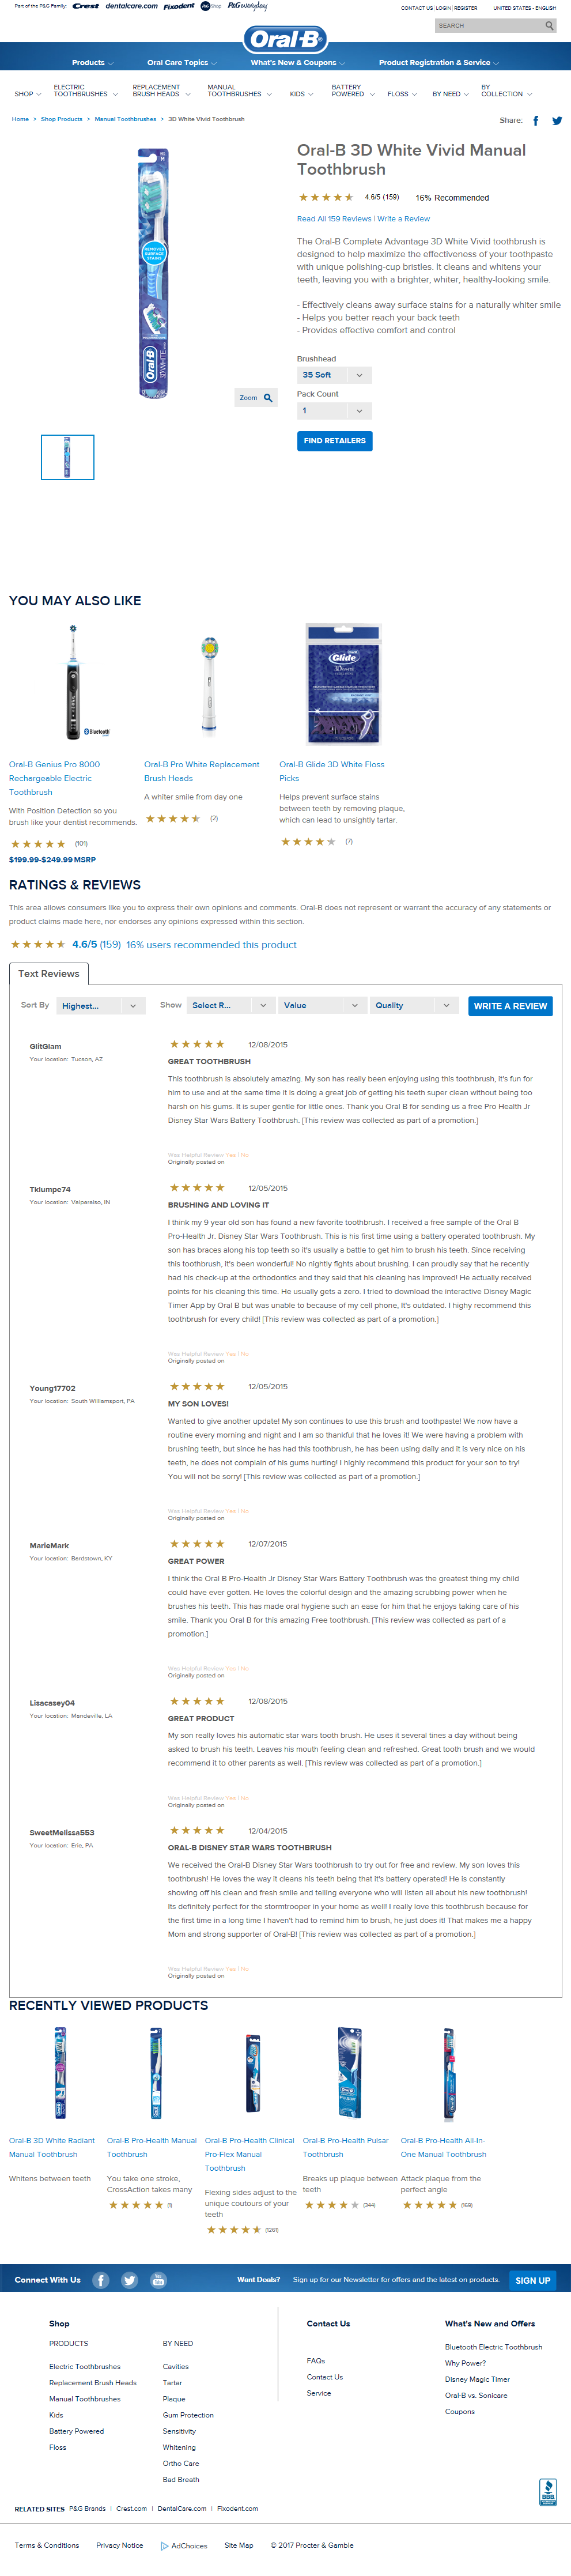 Part of the P&G Family: Crest dentalcare.com Fixodent P&G Shop P&G everyday
CONTACT US | LOGIN | REGISTER UNITED STATES - ENGLISH
SEARCH
Oral-B
Products Oral Care Topics What's New & Coupons Product Registration & Service
SHOP ELECTRIC TOOTHBRUSHES REPLACEMENT BRUSH HEADS MANUAL TOOTHBRUSHES KIDS BATTERY POWERED FLOSS BY NEED BY COLLECTION
Home > Shop Products > Manual Toothbrushes > 3D White Vivid Toothbrush
Share:
Oral-B 3D White Vivid Manual
Toothbrush
4.6/5 (159) 16% Recommended
Read All 159 Reviews | Write a Review
The Oral-B Complete Advantage 3D White Vivid toothbrush is
designed to help maximize the effectiveness of your toothpaste
with unique polishing-cup bristles. It cleans and whitens your
teeth, leaving you with a brighter, whiter, healthy-looking smile.
- Effectively cleans away surface stains for a naturally whiter smile
- Helps you better reach your back teeth
- Provides effective comfort and control
REMOVES
SURFACE
STAINS
Oral-B
3DWHITE
Zoom
Brushhead
35 Soft
Pack Count
1
FIND RETAILERS
YOU MAY ALSO LIKE
Bluetooth
Glide
Oral-B Genius Pro 8000
Rechargeable Electric
Toothbrush
With Position Detection so you
brush like your dentist recommends.
(101)
$199.99-$249.99 MSRP
Oral-B Pro White Replacement
Brush Heads
A whiter smile from day one
(2)
Oral-B Glide 3D White Floss
Picks
Helps prevent surface stains
between teeth by removing plaque,
which can lead to unsightly tartar.
(7)
RATINGS & REVIEWS
This area allows consumers like you to express their own opinions and comments. Oral-B does not represent or warrant the accuracy of any statements or
product claims made here, nor endorses any opinions expressed within this section.
4.6/5 (159) 16% users recommended this product
Text Reviews
Sort By Highest... Show Select R... Value Quality WRITE A REVIEW
GlitGlam 12/08/2015
Your location: Tucson, AZ
GREAT TOOTHBRUSH
This toothbrush is absolutely amazing. My son has really been enjoying using this toothbrush, it's fun for
him to use and at the same time it is doing a great job of getting his teeth super clean without being too
harsh on his gums. It is super gentle for little ones. Thank you Oral B for sending us a free Pro Health Jr
Disney Star Wars Battery Toothbrush. [This review was collected as part of a promotion.]
Was Helpful Review Yes | No
Originally posted on
Tklumpe74 12/05/2015
Your location: Valparaiso, IN
BRUSHING AND LOVING IT
I think my 9 year old son has found a new favorite toothbrush. I received a free sample of the Oral B
Pro-Health Jr. Disney Star Wars Toothbrush. This is his first time using a battery operated toothbrush. My
son has braces along his top teeth so it's usually a battle to get him to brush his teeth. Since receiving
this toothbrush, it's been wonderful! No nightly fights about brushing. I can proudly say that he recently
had his check-up at the orthodontics and they said that his cleaning has improved! He actually received
points for his cleaning this time. He usually gets a zero. I tried to download the interactive Disney Magic
Timer App by Oral B but was unable to because of my cell phone, It's outdated. I highy recommend this
toothbrush for every child! [This review was collected as part of a promotion.]
Was Helpful Review Yes | No
Originally posted on
Young17702 12/05/2015
Your location: South Williamsport, PA
MY SON LOVES!
Wanted to give another update! My son continues to use this brush and toothpaste! We now have a
routine every morning and night and I am so thankful that he loves it! We were having a problem with
brushing teeth, but since he has had this toothbrush, he has been using daily and it is very nice on his
teeth, he does not complain of his gums hurting! I highly recommend this product for your son to try!
You will not be sorry! [This review was collected as part of a promotion.]
Was Helpful Review Yes | No
Originally posted on
MarieMark 12/07/2015
Your location: Bardstown, KY
GREAT POWER
I think the Oral B Pro-Health Jr Disney Star Wars Battery Toothbrush was the greatest thing my child
could have ever gotten. He loves the colorful design and the amazing scrubbing power when he
brushes his teeth. This has made oral hygiene such an ease for him that he enjoys taking care of his
smile. Thank you Oral B for this amazing Free toothbrush. [This review was collected as part of a
promotion.]
Was Helpful Review Yes | No
Originally posted on
Lisacasey04 12/08/2015
Your location: Mandeville, LA
GREAT PRODUCT
My son really loves his automatic star wars tooth brush. He uses it several tines a day without being
asked to brush his teeth. Leaves his mouth feeling clean and refreshed. Great tooth brush and we would
recommend it to other parents as well. [This review was collected as part of a promotion.]
Was Helpful Review Yes | No
Originally posted on
SweetMelissa553 12/04/2015
Your location: Erie, PA
ORAL-B DISNEY STAR WARS TOOTHBRUSH
We received the Oral-B Disney Star Wars toothbrush to try out for free and review. My son loves this
toothbrush! He loves the way it cleans his teeth being that it's battery operated! He is constantly
showing off his clean and fresh smile and telling everyone who will listen all about his new toothbrush!
Its definitely perfect for the stormtrooper in your home as well! I really love this toothbrush because for
the first time in a long time I haven't had to remind him to brush, he just does it! That makes me a happy
Mom and strong supporter of Oral-B! [This review was collected as part of a promotion.]
Was Helpful Review Yes | No
Originally posted on
RECENTLY VIEWED PRODUCTS
Oral-B 3D White Radiant
Manual Toothbrush
Whitens between teeth
Oral-B Pro-Health Manual
Toothbrush
You take one stroke,
CrossAction takes many
(1)
Oral-B Pro-Health Clinical
Pro-Flex Manual
Toothbrush
Flexing sides adjust to the
unique coutours of your
teeth
(1261)
Oral-B Pro-Health Pulsar
Toothbrush
Breaks up plaque between
teeth
(344)
Oral-B Pro-Health All-In-
One Manual Toothbrush
Attack plaque from the
perfect angle
(169)
Connect With Us You Tube Want Deals? Sign up for our Newsletter for offers and the latest on products. SIGN UP
Shop
PRODUCTS
Electric Toothbrushes
Replacement Brush Heads
Manual Toothbrushes
Kids
Battery Powered
Floss
BY NEED
Cavities
Tartar
Plaque
Gum Protection
Sensitivity
Whitening
Ortho Care
Bad Breath
Contact Us
FAQs
Contact Us
Service
What's New and Offers
Bluetooth Electric Toothbrush
Why Power?
Disney Magic Timer
Oral-B vs. Sonicare
Coupons
BBB
RELATED SITES P&G Brands | Crest.com | DentalCare.com | Fixodent.com
Terms & Conditions Privacy Notice AdChoices Site Map © 2017 Procter & Gamble